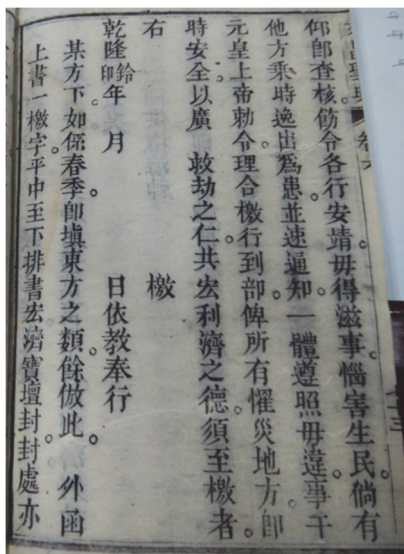 仰郎查核飭令各行安靖毋得滋事惱害生民倘有
他方乘時逸出爲患並速通知一體遵照毋違事干
元皇上帝勅令理合檄行到部俾所有罹災地方卽
時安全以廣 救劫之仁共宏利濟之德須至檄者
右 檄
乾隆鈐印年 月 日依教奉行
某方下如係春季卽塡東方之類餘倣此 外函
上書一檄字平中至下排書宏濟寶壇封封處亦